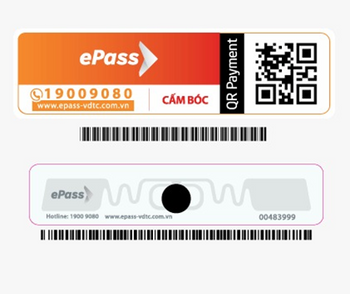 ePass
19009080
www.epass-vdtc.com.vn
CẤM BÓC
QR Payment
ePass
Hotline: 1900 9080 www.epass-vdtc.com.vn
00483999